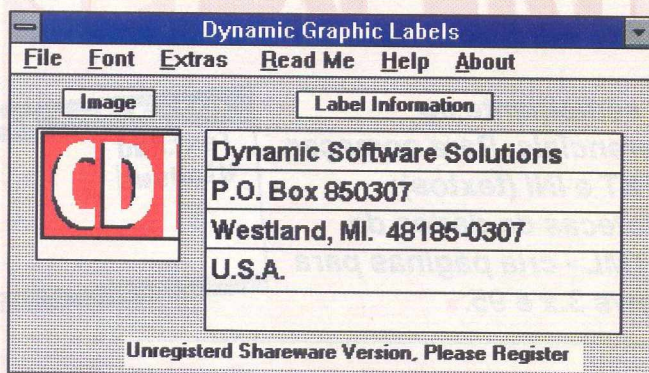 Dynamic Graphic Labels
File Font Extras Read Me Help About
Image Label Information
CD
Dynamic Software Solutions
P.O. Box 850307
Westland, MI. 48185-0307
U.S.A.
Unregisterd Shareware Version, Please Register